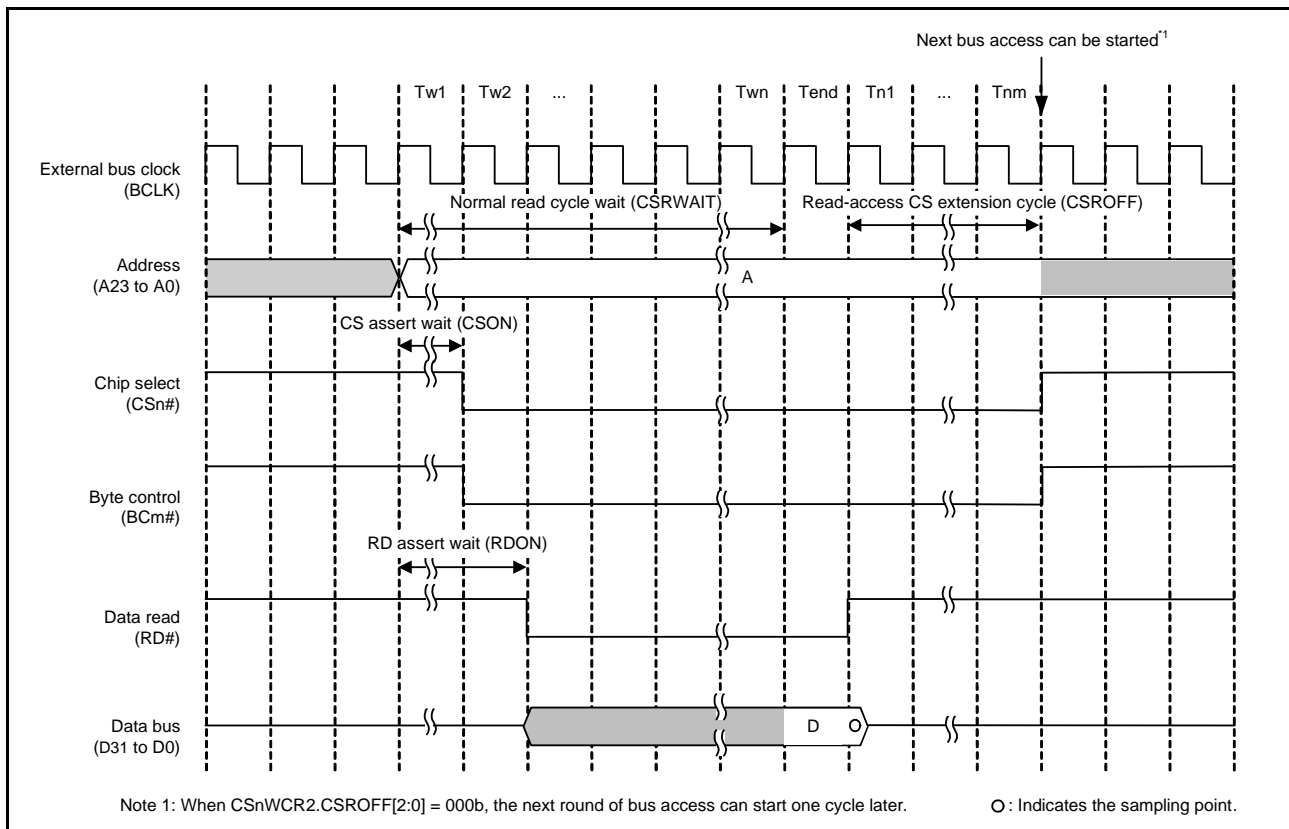 Next bus access can be started*1
Tw1 Tw2 ... Twn Tend Tn1 ... Tnm
External bus clock
(BCLK)
Normal read cycle wait (CSRWAIT) Read-access CS extension cycle (CSROFF)
Address
(A23 to A0)
A
CS assert wait (CSON)
Chip select
(CSn#)
Byte control
(BCm#)
RD assert wait (RDON)
Data read
(RD#)
Data bus
(D31 to D0)
D
Note 1: When CSnWCR2.CSROFF[2:0] = 000b, the next round of bus access can start one cycle later. : Indicates the sampling point.